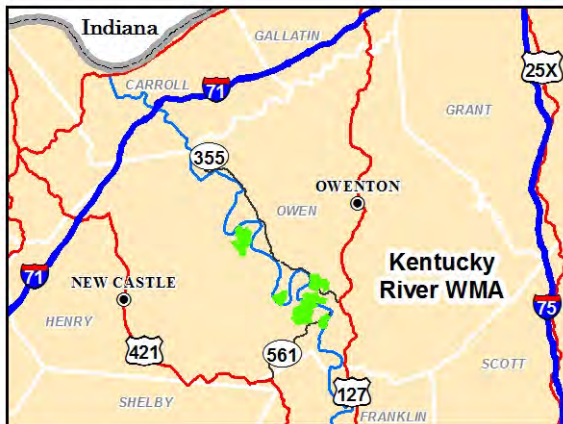 Indiana
GALLATIN
25X
CARROLL
71
GRANT
355
OWENTON
OWEN
Kentucky
River WMA
71
NEW CASTLE
75
HENRY
421
561
SCOTT
127
SHELBY
FRANKLIN